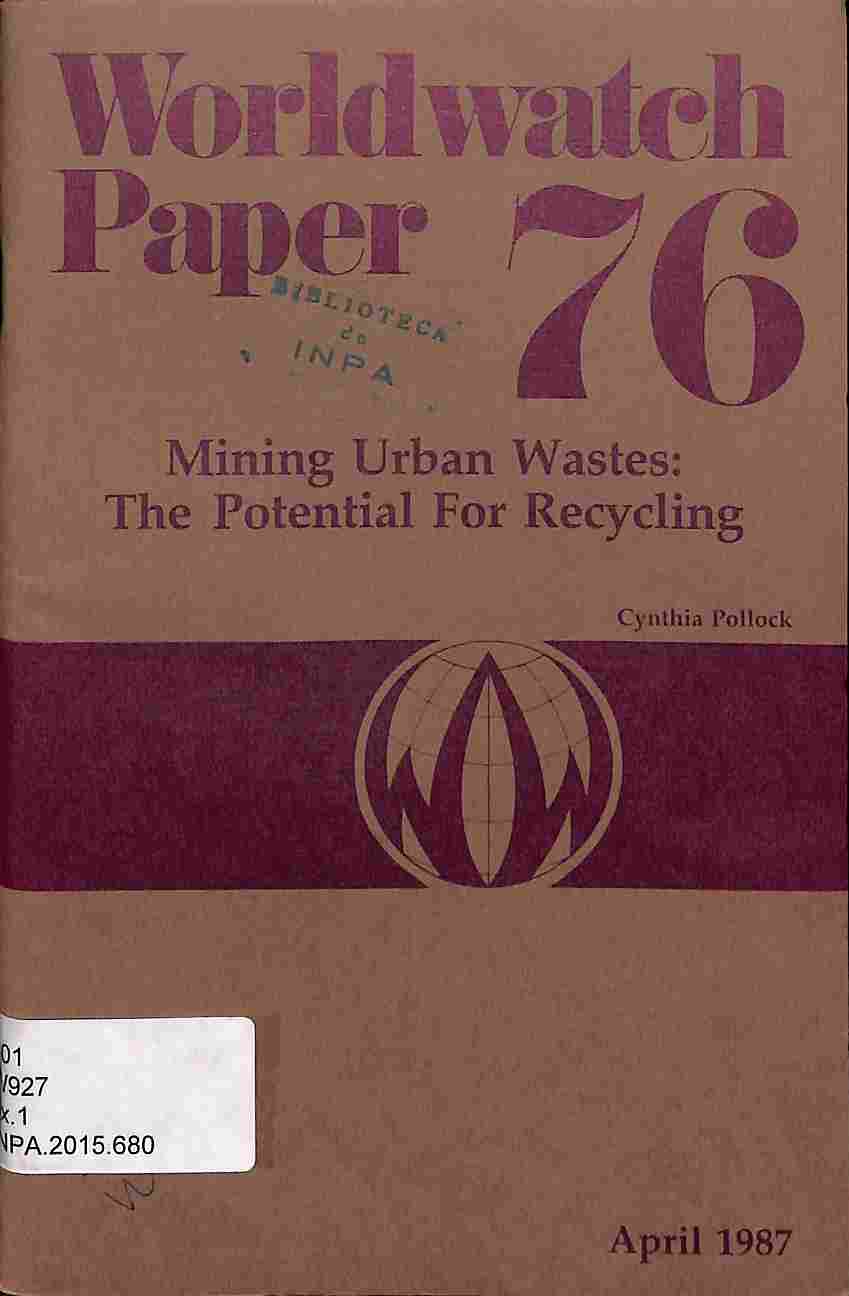 Worldwatch
Paper 76
BIBLIOTECA
do
INPA
Mining Urban Wastes:
The Potential For Recycling
Cynthia Pollock
01
927
x.1
PA.2015.680
April 1987